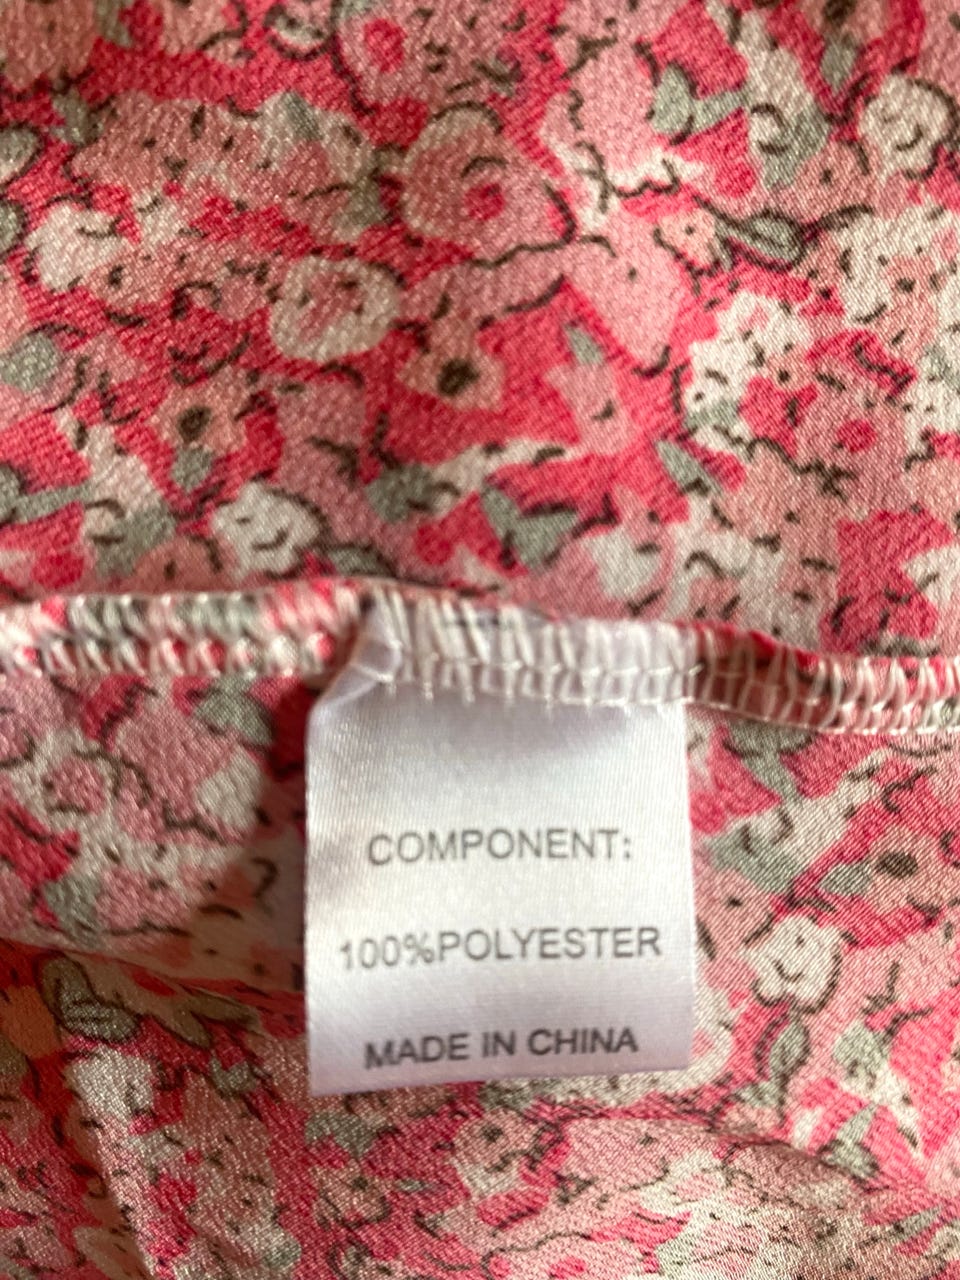 COMPONENT:
100%POLYESTER
MADE IN CHINA